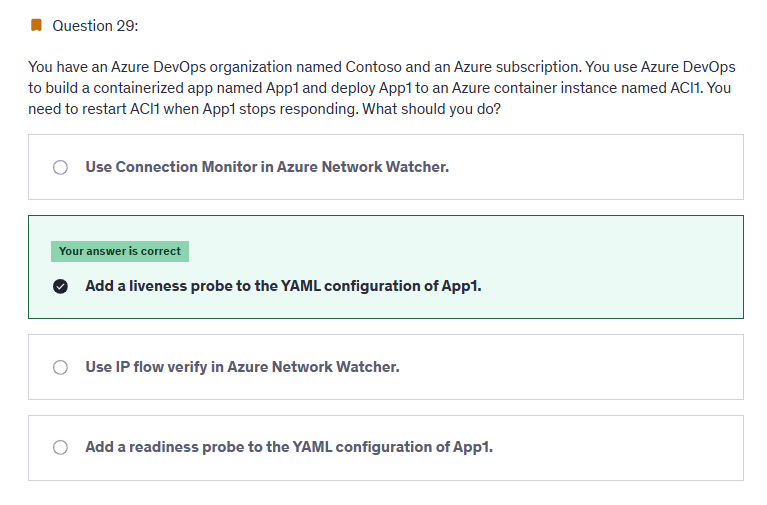 Question 29:
You have an Azure DevOps organization named Contoso and an Azure subscription. You use Azure DevOps
to build a containerized app named App1 and deploy App1 to an Azure container instance named ACI1. You
need to restart ACI1 when App1 stops responding. What should you do?
Use Connection Monitor in Azure Network Watcher.
Your answer is correct
Add a liveness probe to the YAML configuration of App1.
Use IP flow verify in Azure Network Watcher.
Add a readiness probe to the YAML configuration of App1.